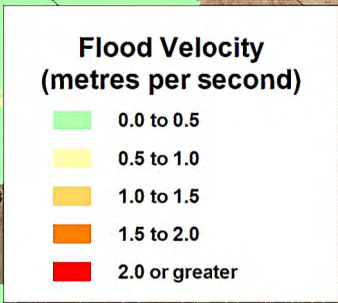 Flood Velocity
(metres per second)
0.0 to 0.5
0.5 to 1.0
1.0 to 1.5
1.5 to 2.0
2.0 or greater